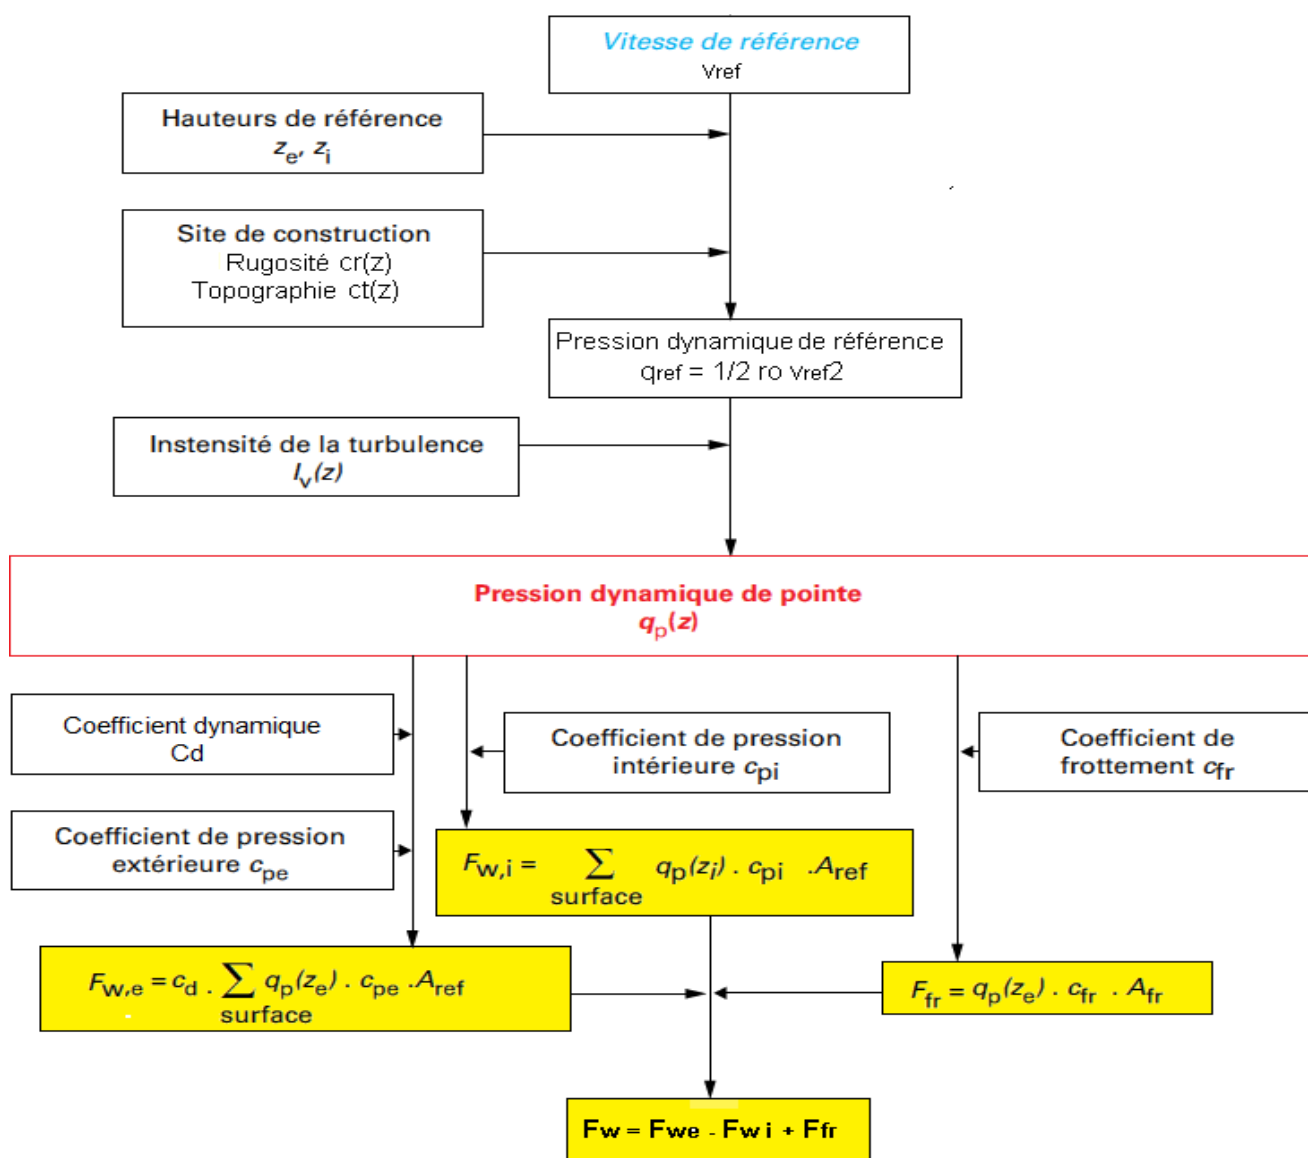 Vitesse de référence
Vref
Hauteurs de référence
ze, zi
Site de construction
Rugosité cr(z)
Topographie ct(z)
Pression dynamique de référence
qref = 1/2 ro vref2
Instensité de la turbulence
Iv(z)
Pression dynamique de pointe
qp(z)
Coefficient dynamique
Cd
Coefficient de pression
intérieure cpi
Coefficient de
frottement cfr
Coefficient de pression
extérieure cpe
Fw,i = ∑ qp(zi) . cpi .Aref
surface
Fw,e = cd . ∑ qp(ze) . cpe .Aref
surface
Ffr = qp(ze) . cfr . Afr
Fw = Fwe - Fw i + Ffr